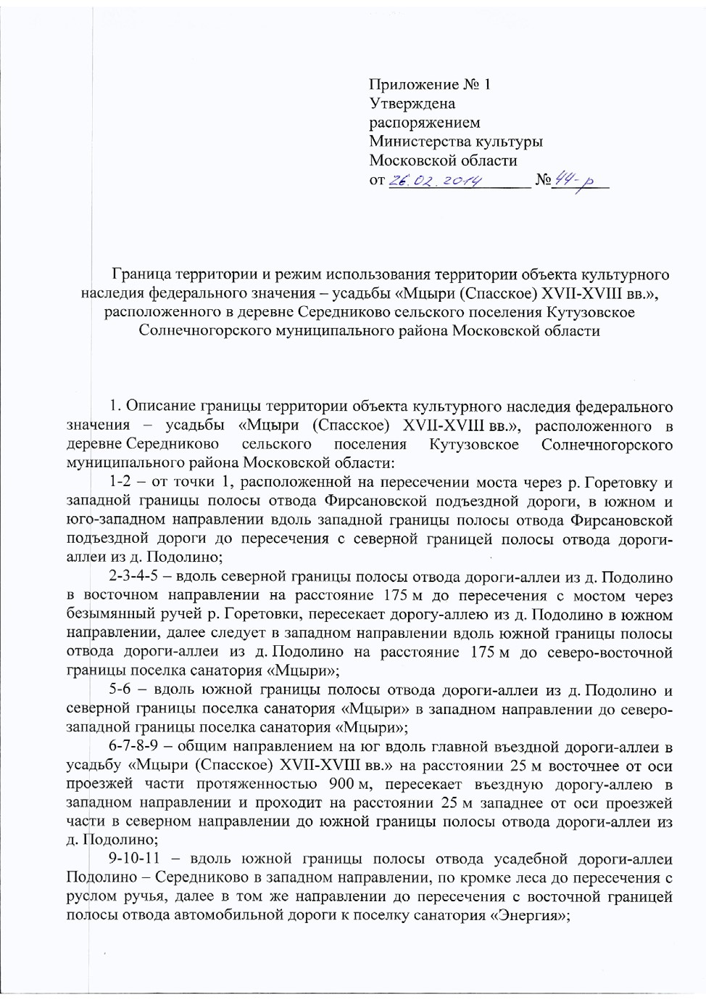 Приложение № 1
Утверждена
распоряжением
Министерства культуры
Московской области
от 26.02.2014 № 44-р
Граница территории и режим использования территории объекта культурного
наследия федерального значения – усадьбы «Мцыри (Спасское) XVII-XVIII вв.»,
расположенного в деревне Середниково сельского поселения Кутузовское
Солнечногорского муниципального района Московской области
1. Описание границы территории объекта культурного наследия федерального
значения – усадьбы «Мцыри (Спасское) XVII-XVIII вв.», расположенного в
деревне Середниково сельского поселения Кутузовское Солнечногорского
муниципального района Московской области:
1-2 – от точки 1, расположенной на пересечении моста через р. Горетовку и
западной границы полосы отвода Фирсановской подъездной дороги, в южном и
юго-западном направлении вдоль западной границы полосы отвода Фирсановской
подъездной дороги до пересечения с северной границей полосы отвода дороги-
аллеи из д. Подолино;
2-3-4-5 – вдоль северной границы полосы отвода дороги-аллеи из д. Подолино
в восточном направлении на расстояние 175 м до пересечения с мостом через
безымянный ручей р. Горетовки, пересекает дорогу-аллею из д. Подолино в южном
направлении, далее следует в западном направлении вдоль южной границы полосы
отвода дороги-аллеи из д. Подолино на расстояние 175 м до северо-восточной
границы поселка санатория «Мцыри»;
5-6 – вдоль южной границы полосы отвода дороги-аллеи из д. Подолино и
северной границы поселка санатория «Мцыри» в западном направлении до северо-
западной границы поселка санатория «Мцыри»;
6-7-8-9 – общим направлением на юг вдоль главной въездной дороги-аллеи в
усадьбу «Мцыри (Спасское) XVII-XVIII вв.» на расстоянии 25 м восточнее от оси
проезжей части протяженностью 900 м, пересекает въездную дорогу-аллею в
западном направлении и проходит на расстоянии 25 м западнее от оси проезжей
части в северном направлении до южной границы полосы отвода дороги-аллеи из
д. Подолино;
9-10-11 – вдоль южной границы полосы отвода усадебной дороги-аллеи
Подолино – Середниково в западном направлении, по кромке леса до пересечения с
руслом ручья, далее в том же направлении до пересечения с восточной границей
полосы отвода автомобильной дороги к поселку санатория «Энергия»;